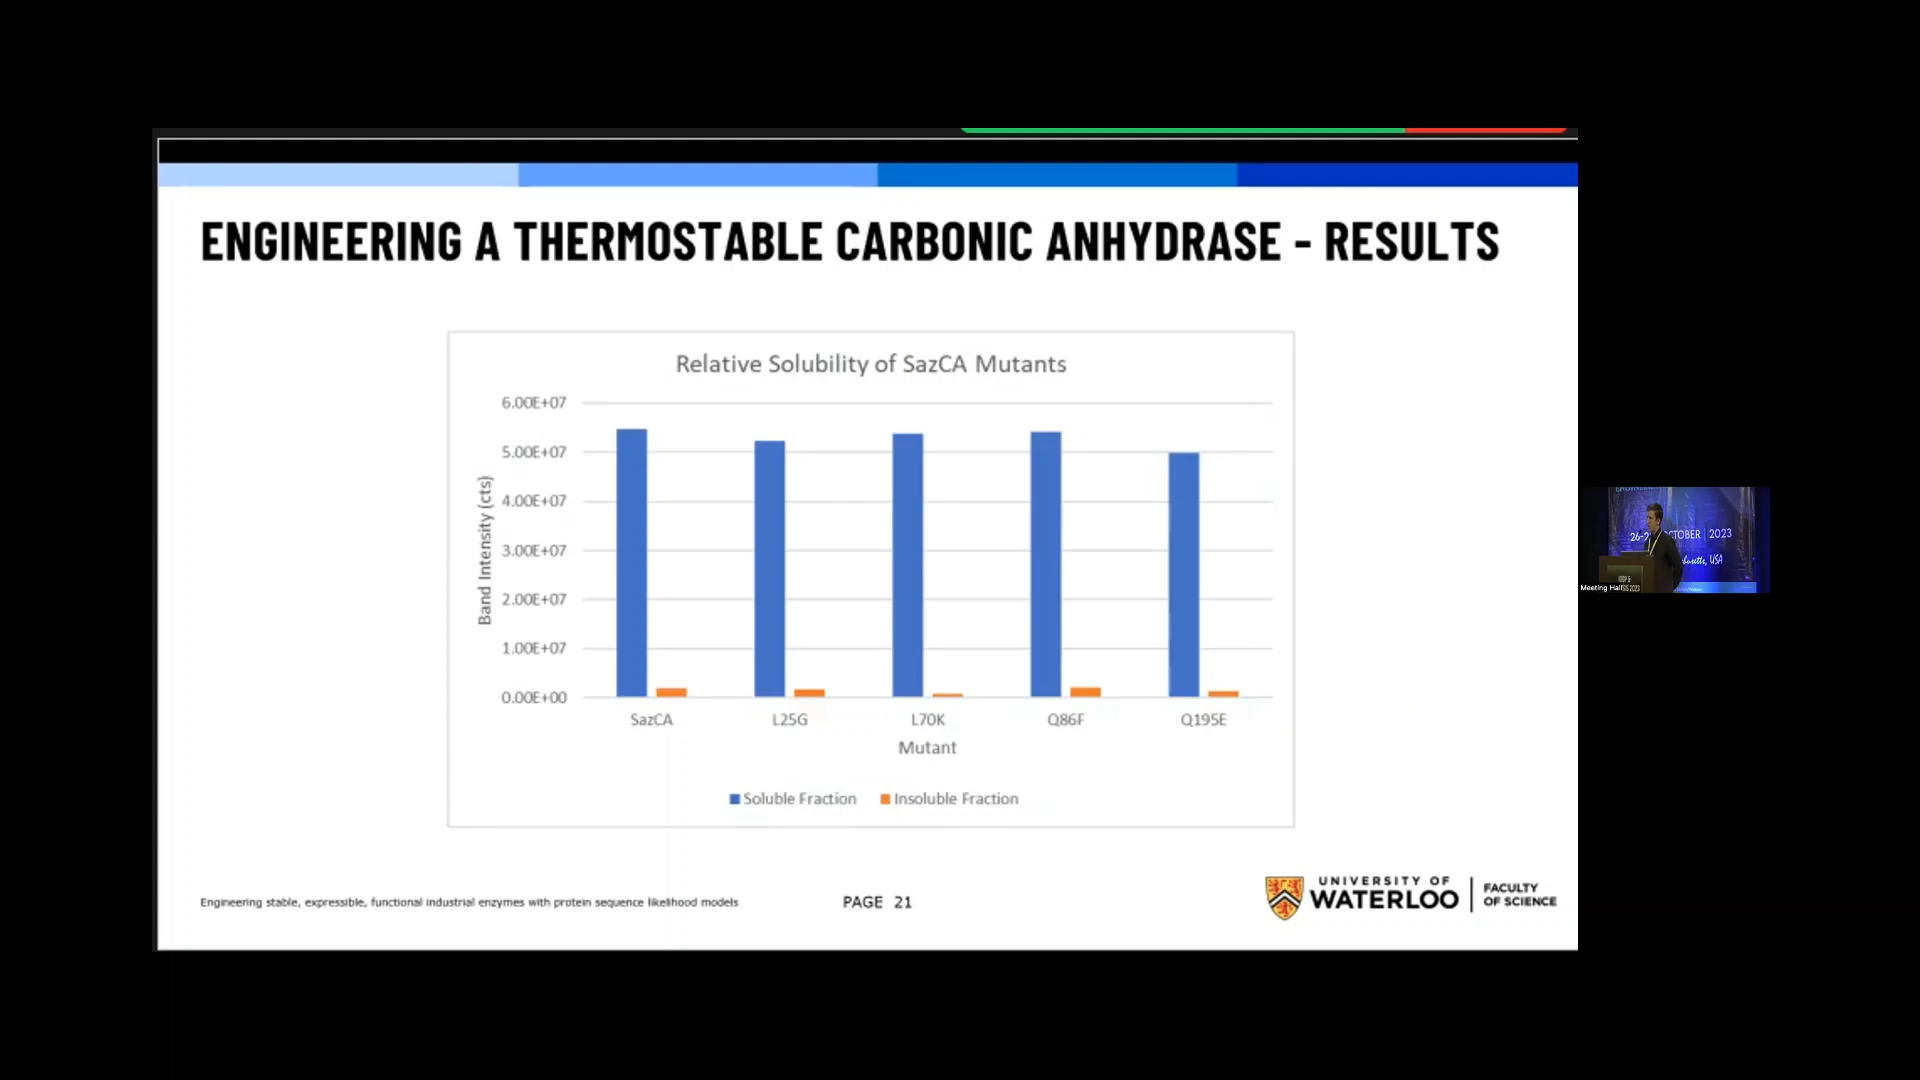 ENGINEERING A THERMOSTABLE CARBONIC ANHYDRASE - RESULTS
Relative Solubility of SazCA Mutants
6.00E+07
5.00E+07
4.00E+07
3.00E+07
2.00E+07
1.00E+07
0.00E+00
Band Intensity (cts)
SazCA L25G L70K Q86F Q195E
Mutant
Soluble Fraction Insoluble Fraction
Engineering stable, expressible, functional industrial enzymes with protein sequence likelihood models
PAGE 21
UNIVERSITY OF
WATERLOO
FACULTY
OF SCIENCE
2023
USA
Meeting Hall